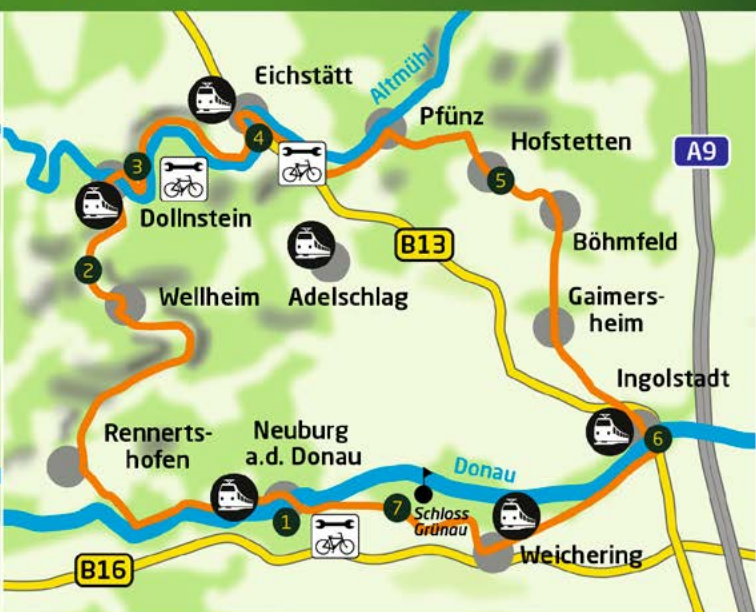 Eichstätt
Altmühl
Pfünz
Hofstetten
A9
4
3
5
Dollnstein
2
B13
Böhmfeld
Wellheim
Adelschlag
Gaimers-
heim
Ingolstadt
Rennerts-
hofen
Neuburg
a.d. Donau
6
Donau
1
7
Schloss
Grünau
Weichering
B16